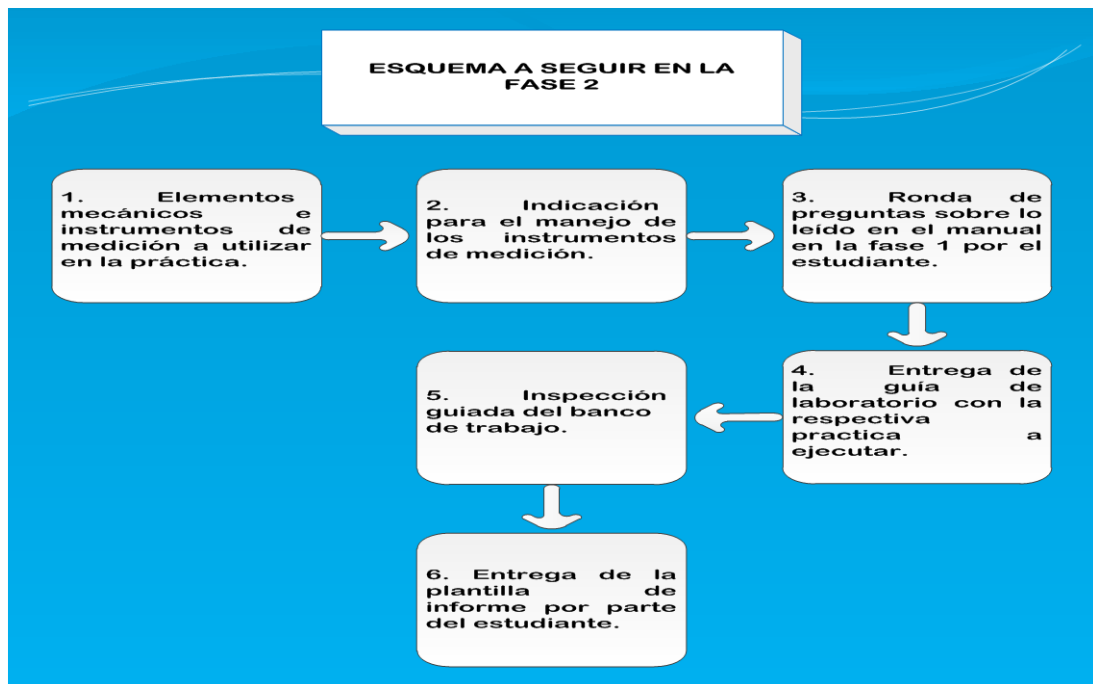 ESQUEMA A SEGUIR EN LA
FASE 2
1. Elementos
mecánicos e
instrumentos de
medición a utilizar
en la práctica.
2. Indicación
para el manejo de
los instrumentos
de medición.
3. Ronda de
preguntas sobre lo
leído en el manual
en la fase 1 por el
estudiante.
4. Entrega de
la guía de
laboratorio con la
respectiva
practica a
ejecutar.
5. Inspección
guiada del banco
de trabajo.
6. Entrega de la
plantilla de
informe por parte
del estudiante.